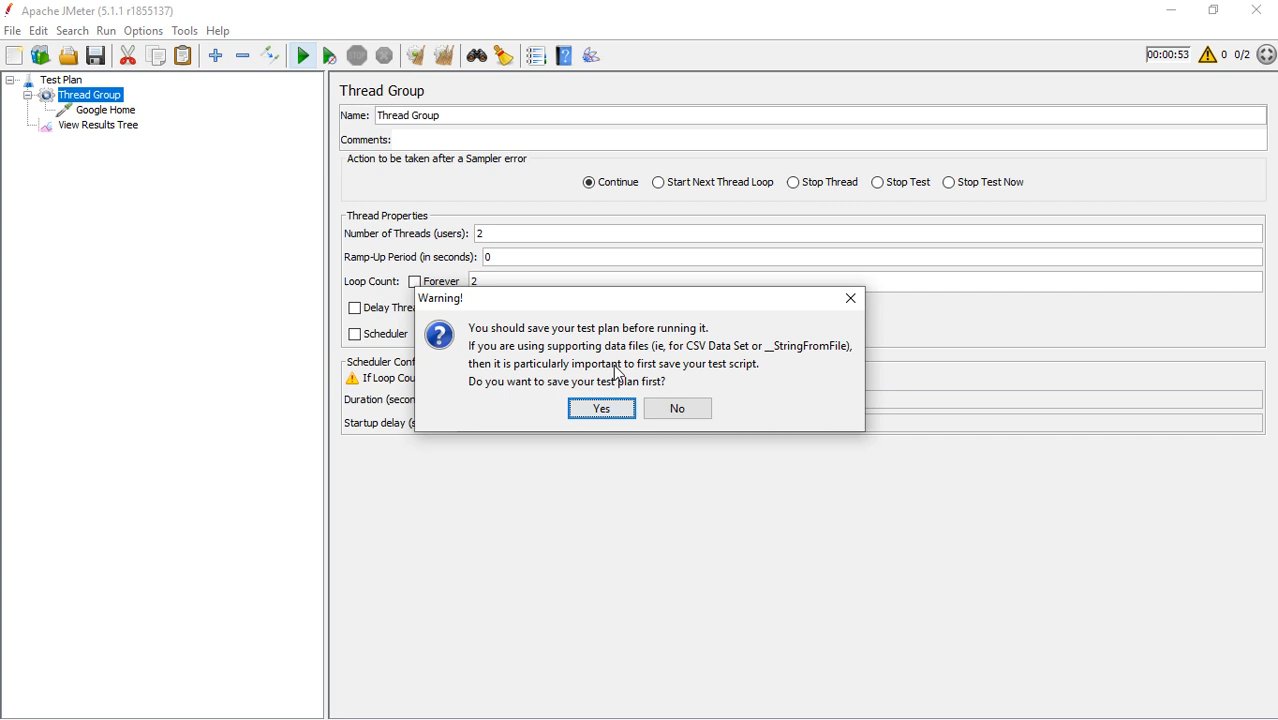 Apache JMeter (5.1.1 r1855137)
File Edit Search Run Options Tools Help
STOP
00:00:53 0 0/2
Test Plan
Thread Group
Google Home
View Results Tree
Thread Group
Name: Thread Group
Comments:
Action to be taken after a Sampler error
Continue Start Next Thread Loop Stop Thread Stop Test Stop Test Now
Thread Properties
Number of Threads (users): 2
Ramp-Up Period (in seconds): 0
Loop Count: Forever 2
Delay Threa
Scheduler
Scheduler Conf
If Loop Cou
Duration (secon
Startup delay (s
Warning!
You should save your test plan before running it.
If you are using supporting data files (ie, for CSV Data Set or __StringFromFile),
then it is particularly important to first save your test script.
Do you want to save your test plan first?
Yes No